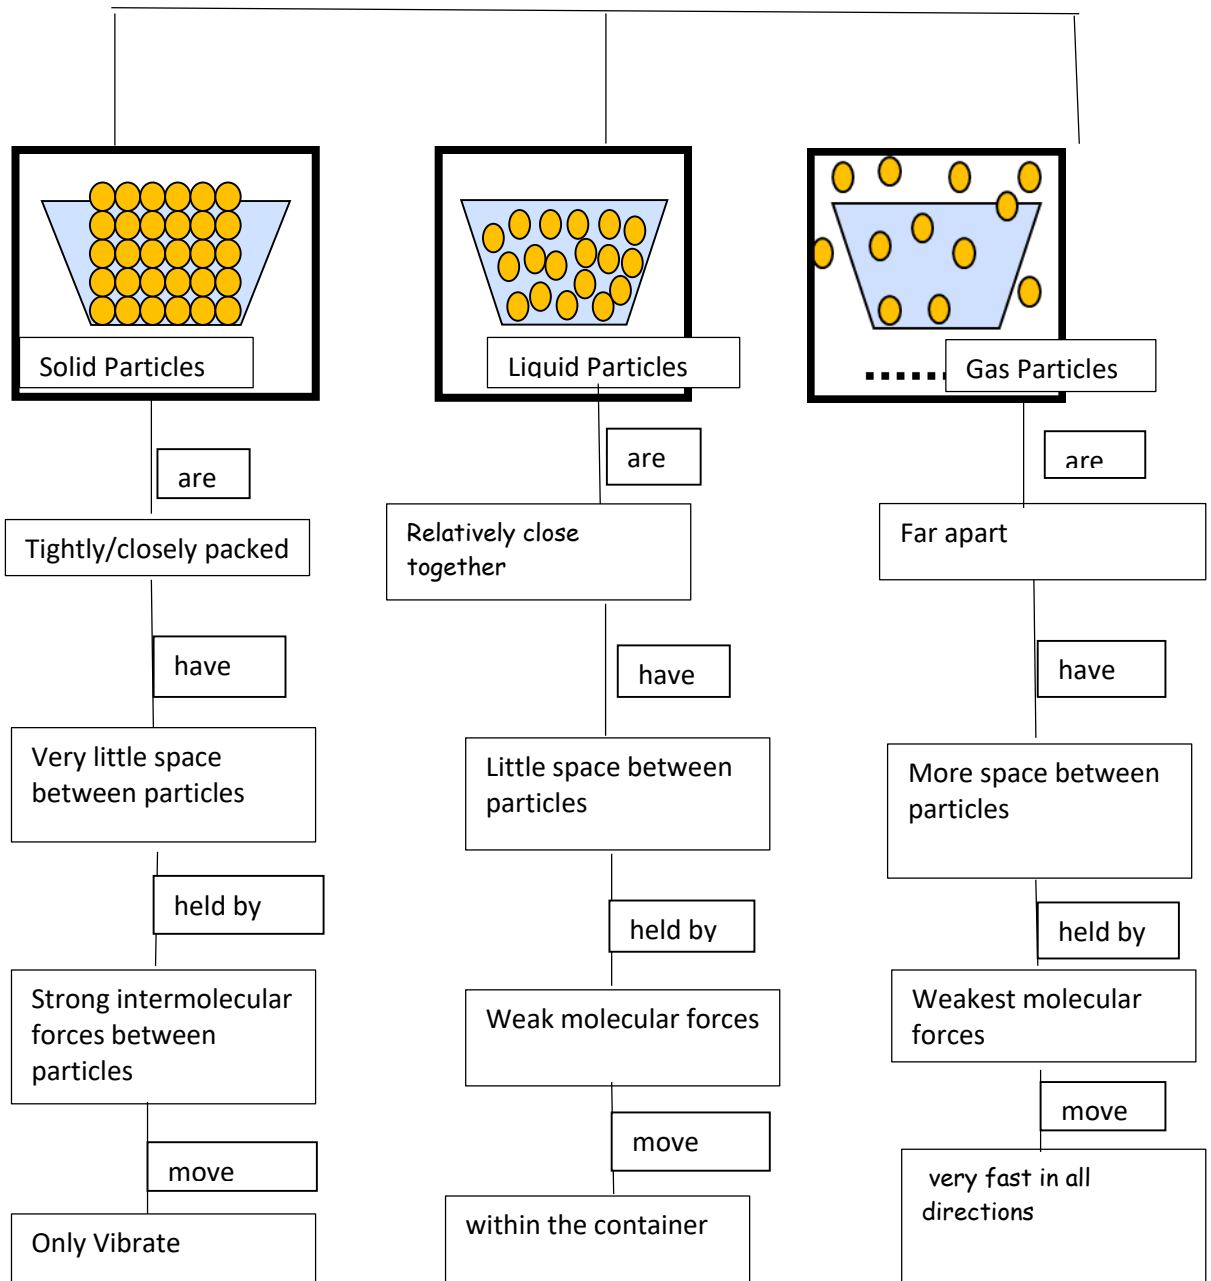 Solid Particles
Liquid Particles
Gas Particles
are
are
are
Tightly/closely packed
Relatively close
together
Far apart
have
have
have
Very little space
between particles
Little space between
particles
More space between
particles
held by
held by
held by
Strong intermolecular
forces between
particles
Weak molecular forces
Weakest molecular
forces
move
move
move
Only Vibrate
within the container
very fast in all
directions